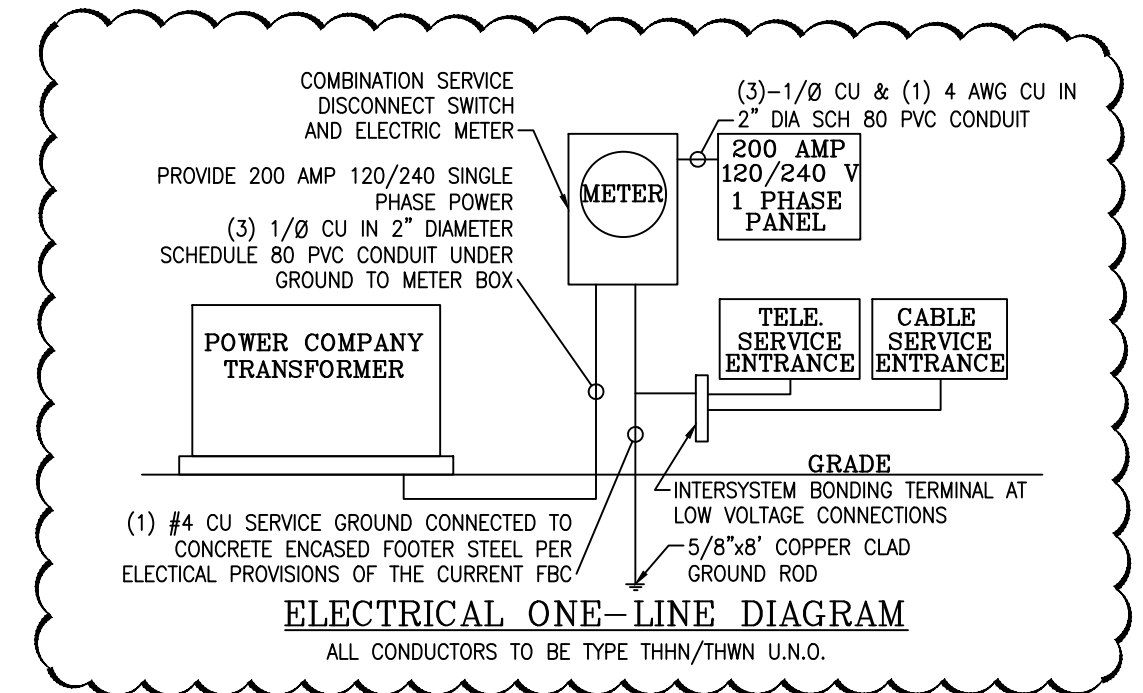 COMBINATION SERVICE
DISCONNECT SWITCH
AND ELECTRIC METER
(3)-1/Ø CU & (1) 4 AWG CU IN
2" DIA SCH 80 PVC CONDUIT
PROVIDE 200 AMP 120/240 SINGLE
PHASE POWER
(3) 1/Ø CU IN 2" DIAMETER
SCHEDULE 80 PVC CONDUIT UNDER
GROUND TO METER BOX
METER
200 AMP
120/240 V
1 PHASE
PANEL
POWER COMPANY
TRANSFORMER
TELE.
SERVICE
ENTRANCE
CABLE
SERVICE
ENTRANCE
GRADE
INTERSYSTEM BONDING TERMINAL AT
LOW VOLTAGE CONNECTIONS
(1) #4 CU SERVICE GROUND CONNECTED TO
CONCRETE ENCASED FOOTER STEEL PER
ELECTICAL PROVISIONS OF THE CURRENT FBC
5/8"x8' COPPER CLAD
GROUND ROD
ELECTRICAL ONE-LINE DIAGRAM
ALL CONDUCTORS TO BE TYPE THHN/THWN U.N.O.